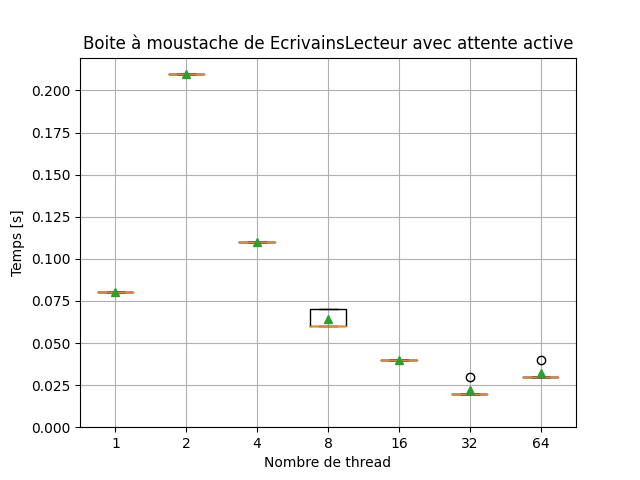 Boite à moustache de EcrivainsLecteur avec attente active
0.200
0.175
0.150
0.125
0.100
0.075
0.050
0.025
0.000
Temps [s]
1 2 4 8 16 32 64
Nombre de thread